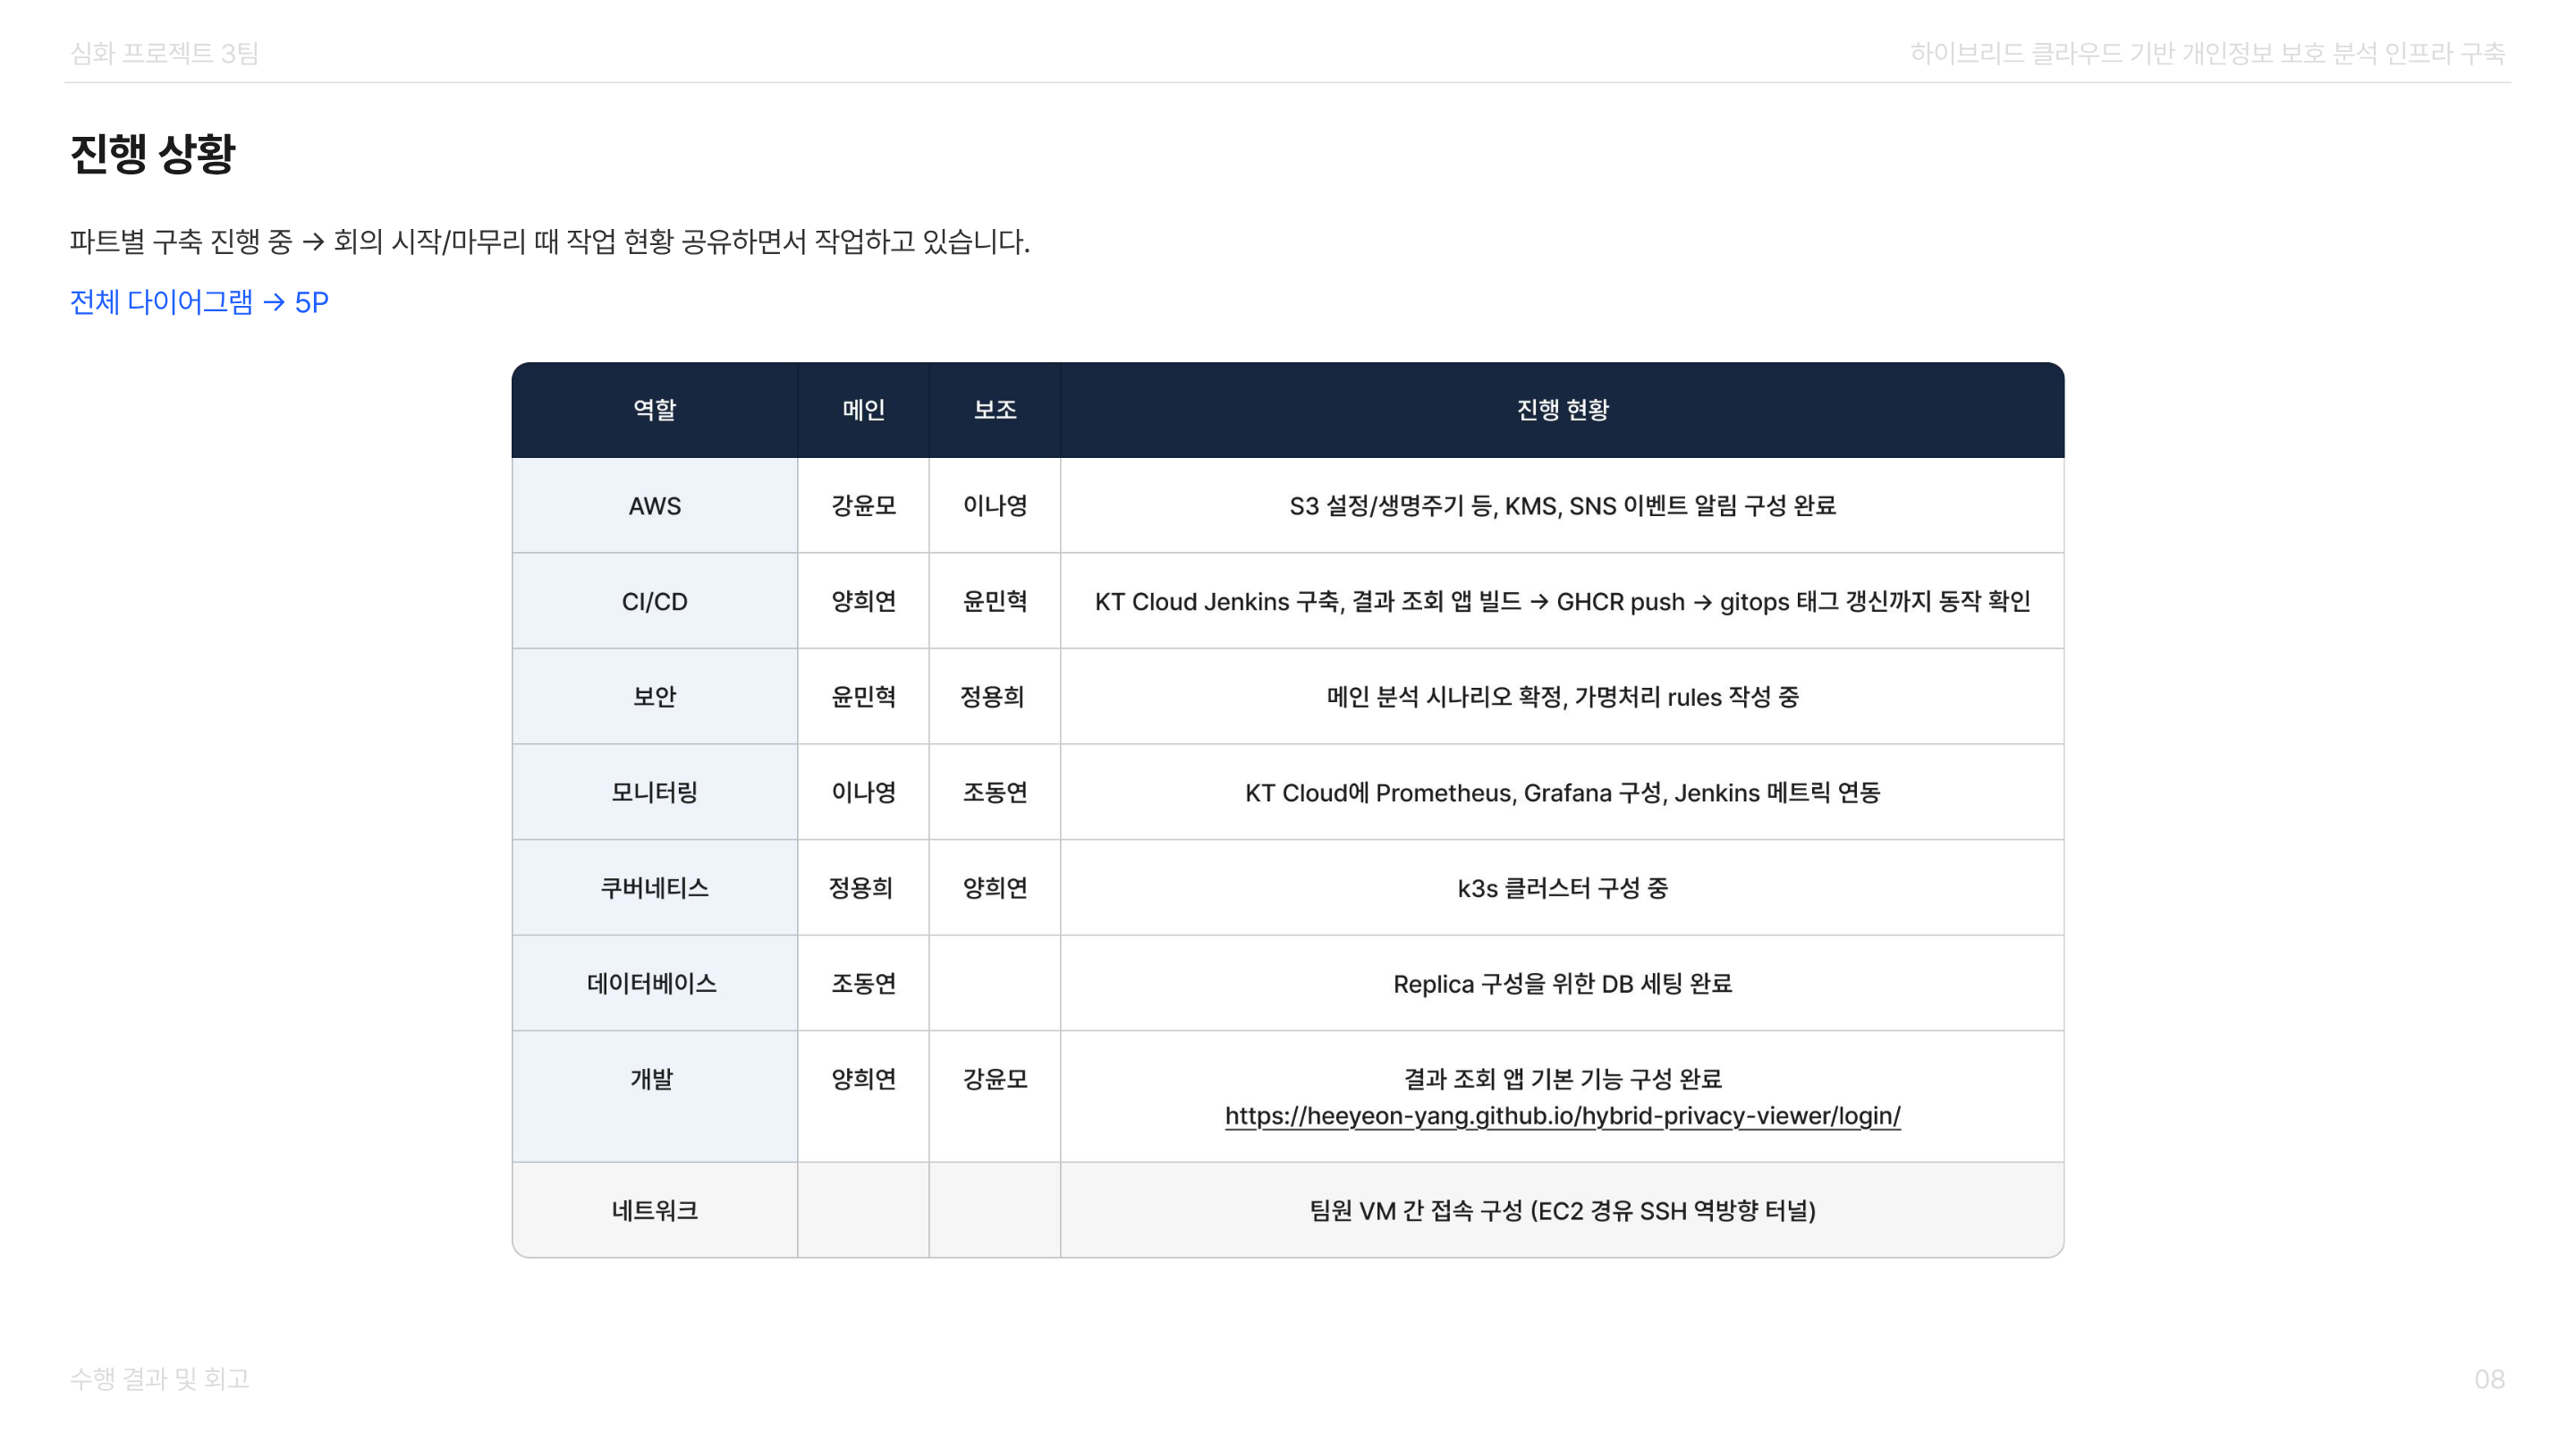 심화 프로젝트 3팀
하이브리드 클라우드 기반 개인정보 보호 분석 인프라 구축
진행 상황
파트별 구축 진행 중 → 회의 시작/마무리 때 작업 현황 공유하면서 작업하고 있습니다.
전체 다이어그램 → 5P
역할 메인 보조 진행 현황
AWS 강윤모 이나영 S3 설정/생명주기 등, KMS, SNS 이벤트 알림 구성 완료
CI/CD 양희연 윤민혁 KT Cloud Jenkins 구축, 결과 조회 앱 빌드 → GHCR push → gitops 태그 갱신까지 동작 확인
보안 윤민혁 정용희 메인 분석 시나리오 확정, 가명처리 rules 작성 중
모니터링 이나영 조동연 KT Cloud에 Prometheus, Grafana 구성, Jenkins 메트릭 연동
쿠버네티스 정용희 양희연 k3s 클러스터 구성 중
데이터베이스 조동연 Replica 구성을 위한 DB 세팅 완료
개발 양희연 강윤모 결과 조회 앱 기본 기능 구성 완료
https://heeyeon-yang.github.io/hybrid-privacy-viewer/login/
네트워크 팀원 VM 간 접속 구성 (EC2 경유 SSH 역방향 터널)
수행 결과 및 회고
08